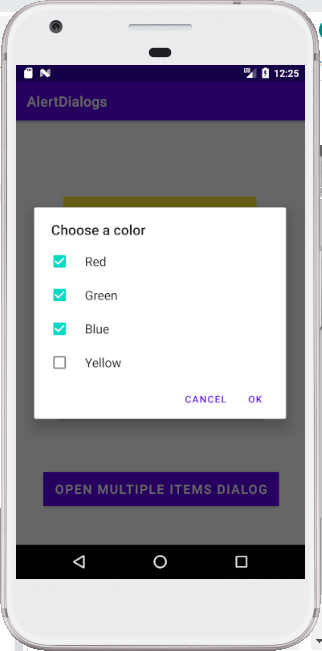 12:25
AlertDialogs
Choose a color
Red
Green
Blue
Yellow
CANCEL OK
OPEN MULTIPLE ITEMS DIALOG